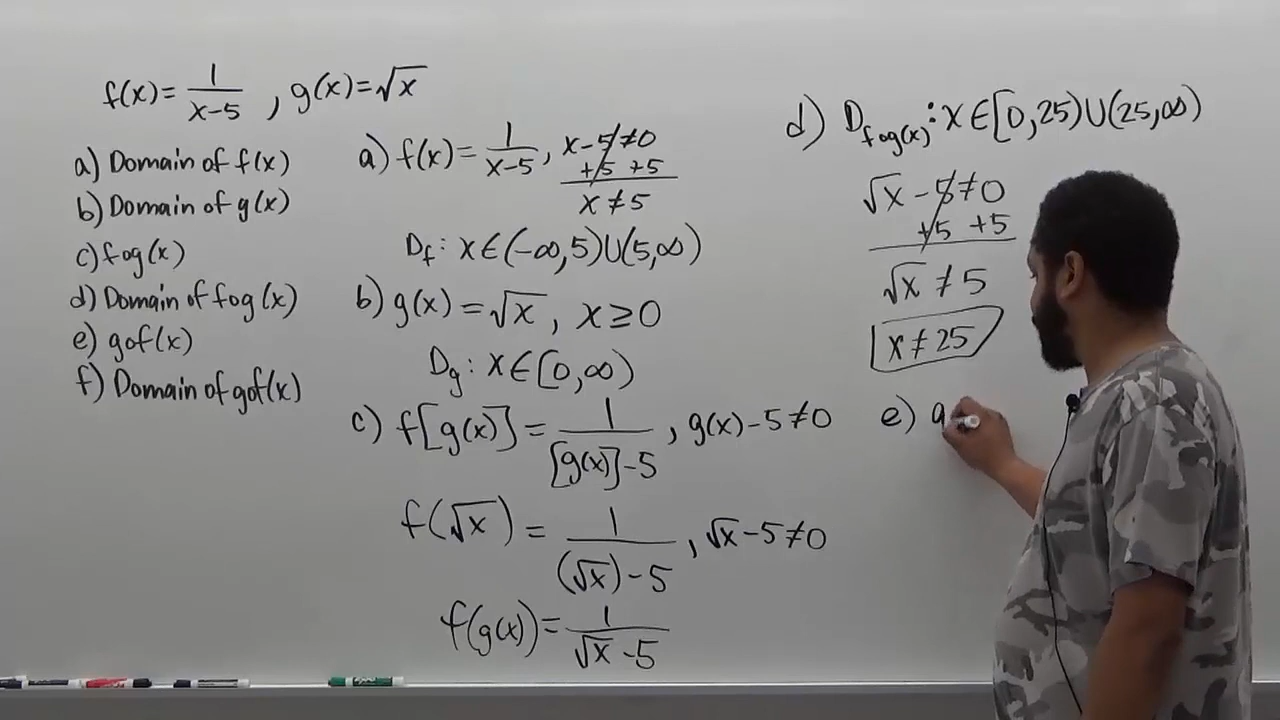 f(x) = 1/(x-5), g(x) = √x
a) Domain of f(x)
b) Domain of g(x)
c) fog(x)
d) Domain of fog(x)
e) gof(x)
f) Domain of gof(x)
a) f(x) = 1/(x-5), x-5≠0
+5 +5
x≠5
D_f: x∈(-∞,5)∪(5,∞)
b) g(x) = √x, x≥0
D_g: x∈[0,∞)
c) f[g(x)] = 1/([g(x)]-5), g(x)-5≠0
f(√x) = 1/((√x)-5), √x-5≠0
f(g(x)) = 1/(√x-5)
d) D_fog(x): x∈[0,25)∪(25,∞)
√x-5≠0
+5 +5
√x≠5
x≠25
e) g